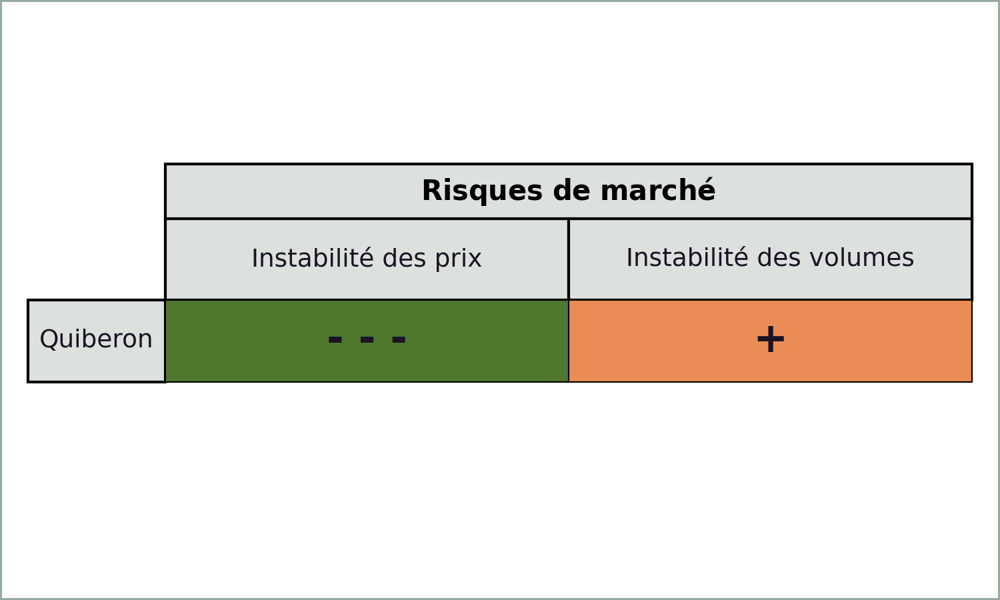 Risques de marché
Instabilité des prix
Instabilité des volumes
Quiberon
- - -
+